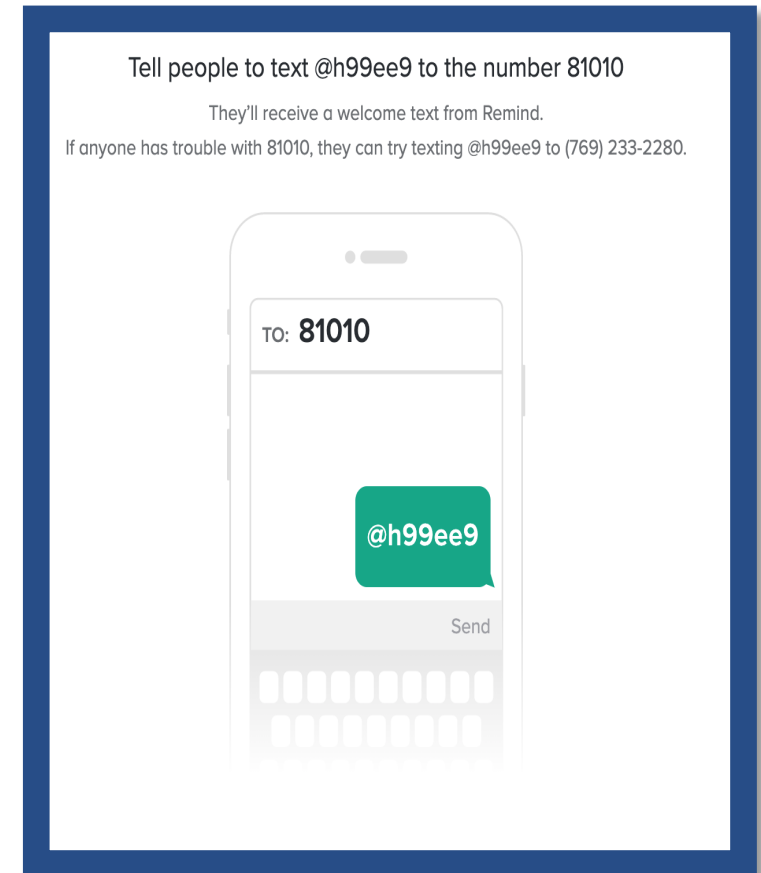 Tell people to text @h99ee9 to the number 81010
They’ll receive a welcome text from Remind.
If anyone has trouble with 81010, they can try texting @h99ee9 to (769) 233-2280.
TO: 81010
@h99ee9
Send